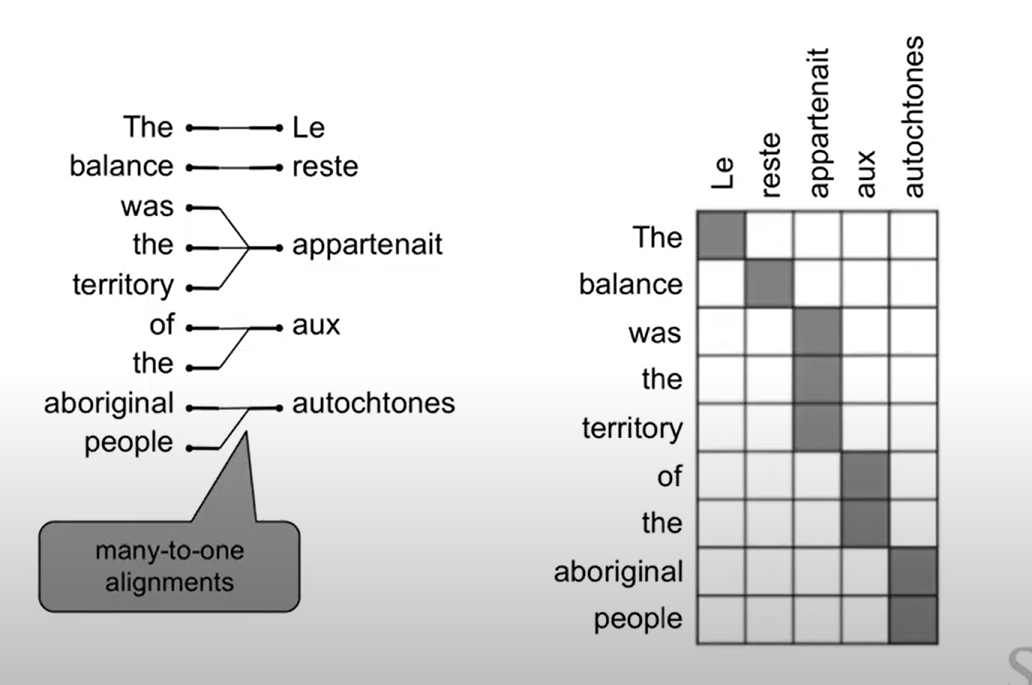 The Le
balance reste
was
the appartenait
territory
of aux
the
aboriginal autochtones
people
many-to-one
alignments
Le reste appartenait aux autochtones
The
balance
was
the
territory
of
the
aboriginal
people